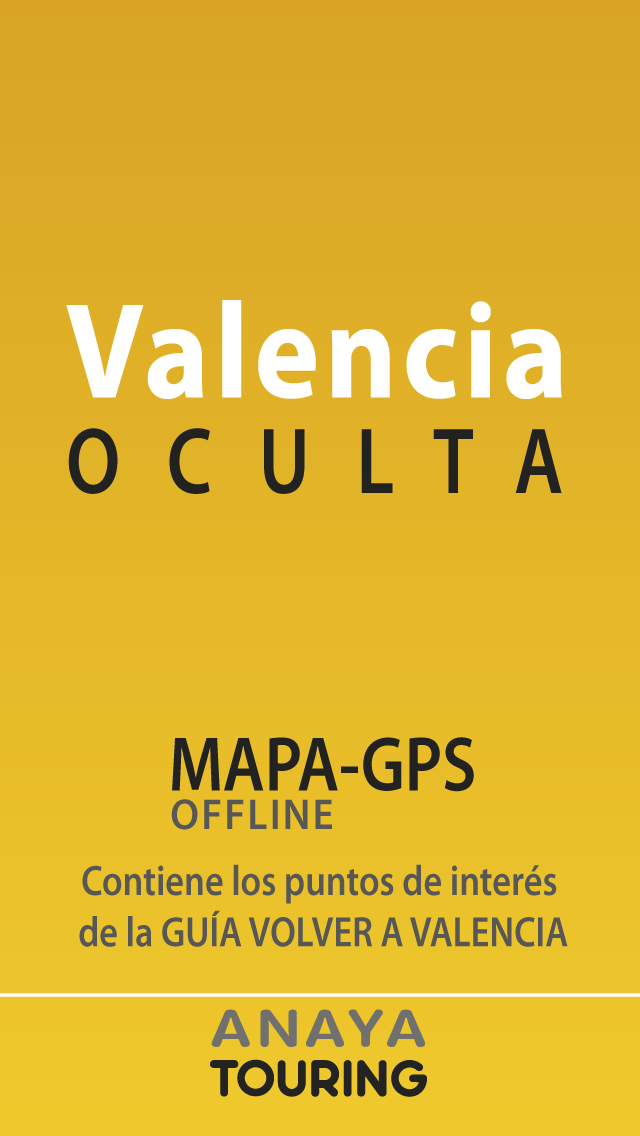 Valencia
OCULTA
MAPA-GPS
OFFLINE
Contiene los puntos de interés
de la GUÍA VOLVER A VALENCIA
ANAYA
TOURING